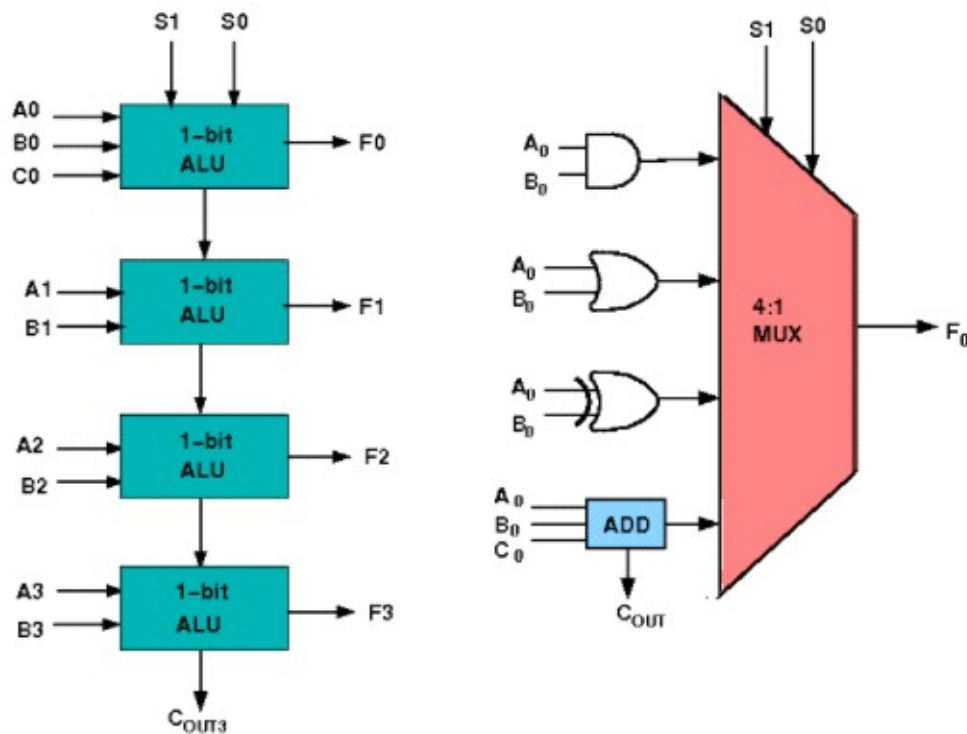 S1 S0
A0
B0
C0
1-bit
ALU
F0
A1
B1
1-bit
ALU
F1
A2
B2
1-bit
ALU
F2
A3
B3
1-bit
ALU
F3
COUT3
S1
S0
A0
B0
A0
B0
A0
B0
A0
B0
C0
ADD
COUT
4:1
MUX
F0